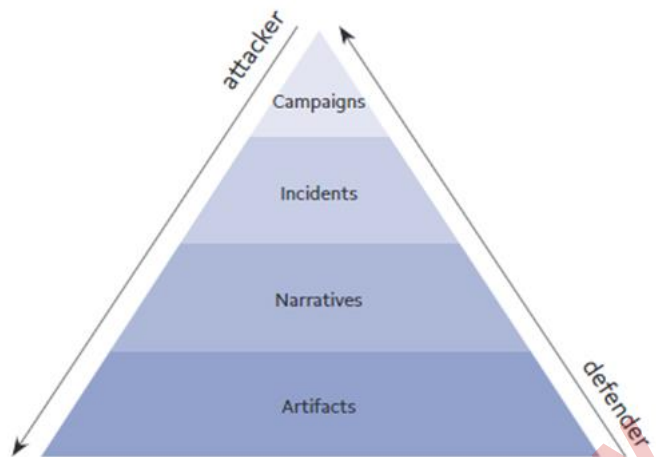 attacker
Campaigns
Incidents
Narratives
Artifacts
defender